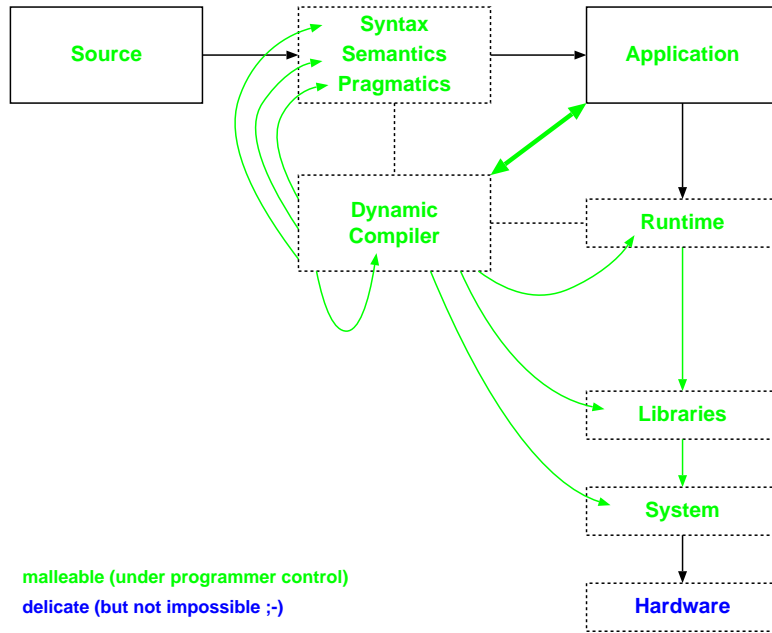 Source
Syntax
Semantics
Pragmatics
Application
Dynamic
Compiler
Runtime
Libraries
System
Hardware
malleable (under programmer control)
delicate (but not impossible ;-)